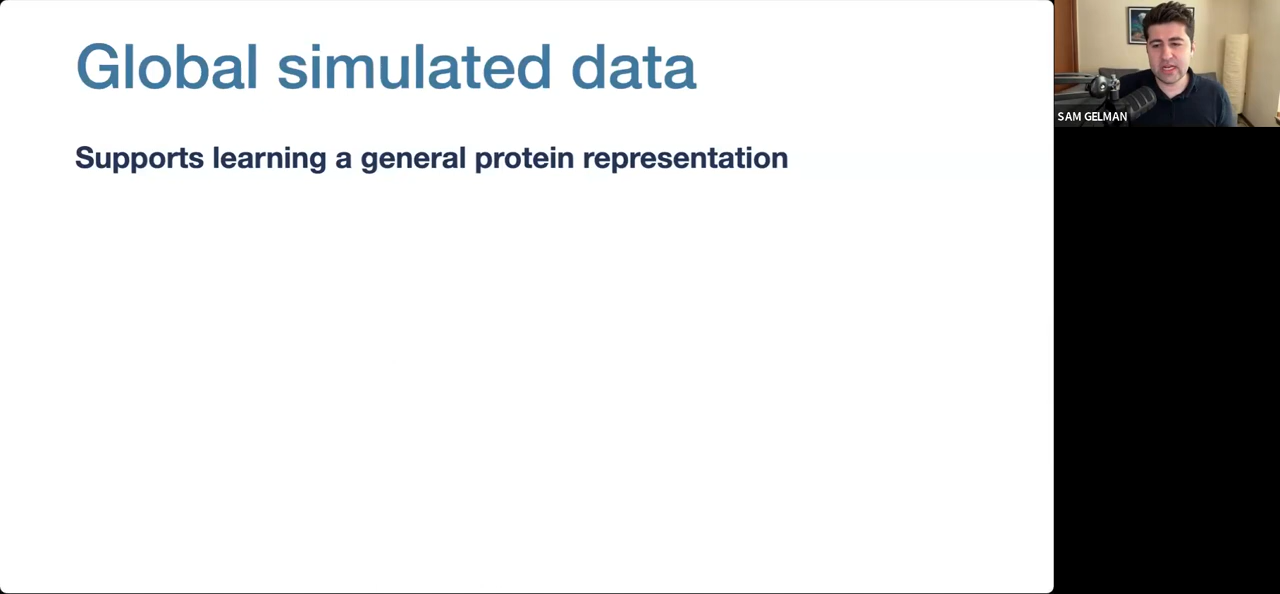 Global simulated data
Supports learning a general protein representation
SAM GELMAN